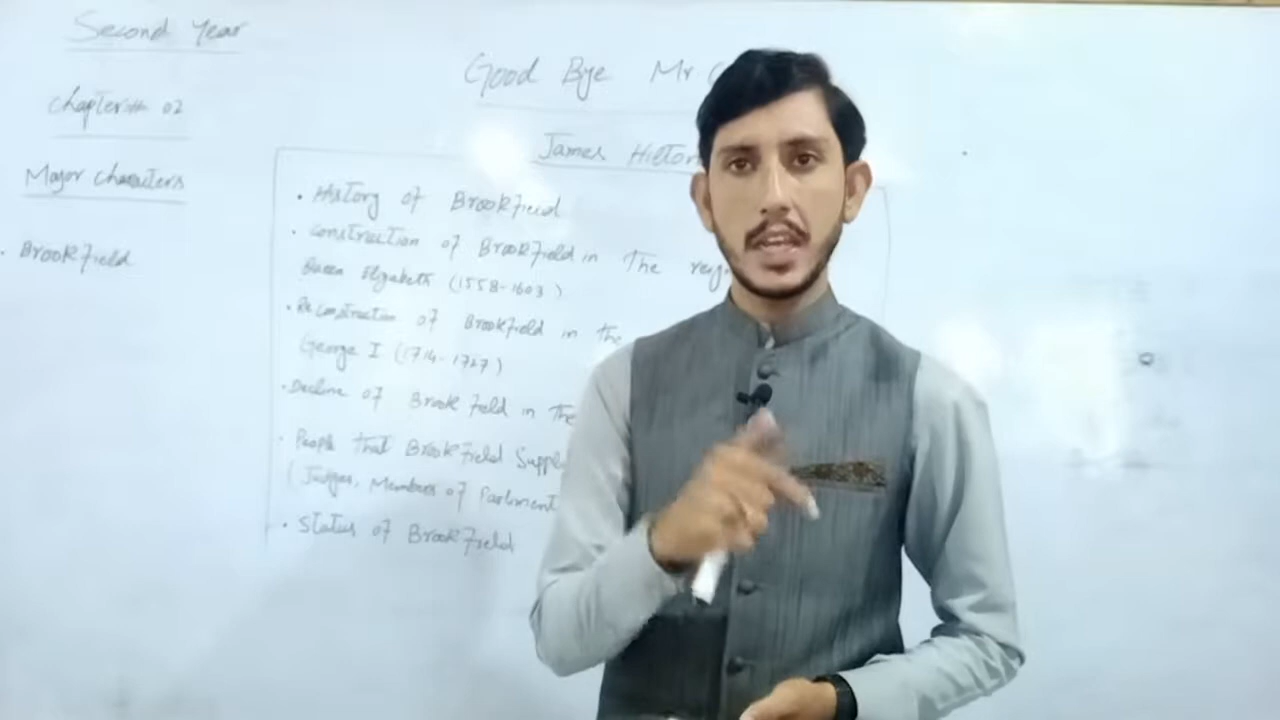 Second Year
Good Bye Mr
Chapter# 02
James Hilton
Major Characters
. BrookField
. History of BrookField
. Construction of BrookField in The reign
Queen Elizabeth (1558-1603)
. Reconstruction of BrookField in the
George I (1714-1727)
. Decline of BrookField in The
. People that BrookField Suppl
(Judges, Members of Parliment
. Status of BrookField